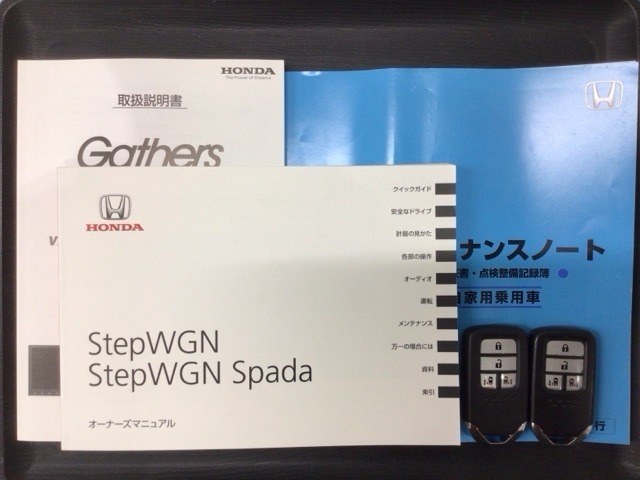 HONDA
The Power of Dreams
取扱説明書
Gathers
HONDA
クイックガイド
安全なドライブ
計器の見かた
各部の操作
オーディオ
運転
メンテナンス
万一の場合には
資料
索引
StepWGN
StepWGN Spada
オーナーズマニュアル
ナンスノート
書・点検整備記録簿
家用乗用車
行